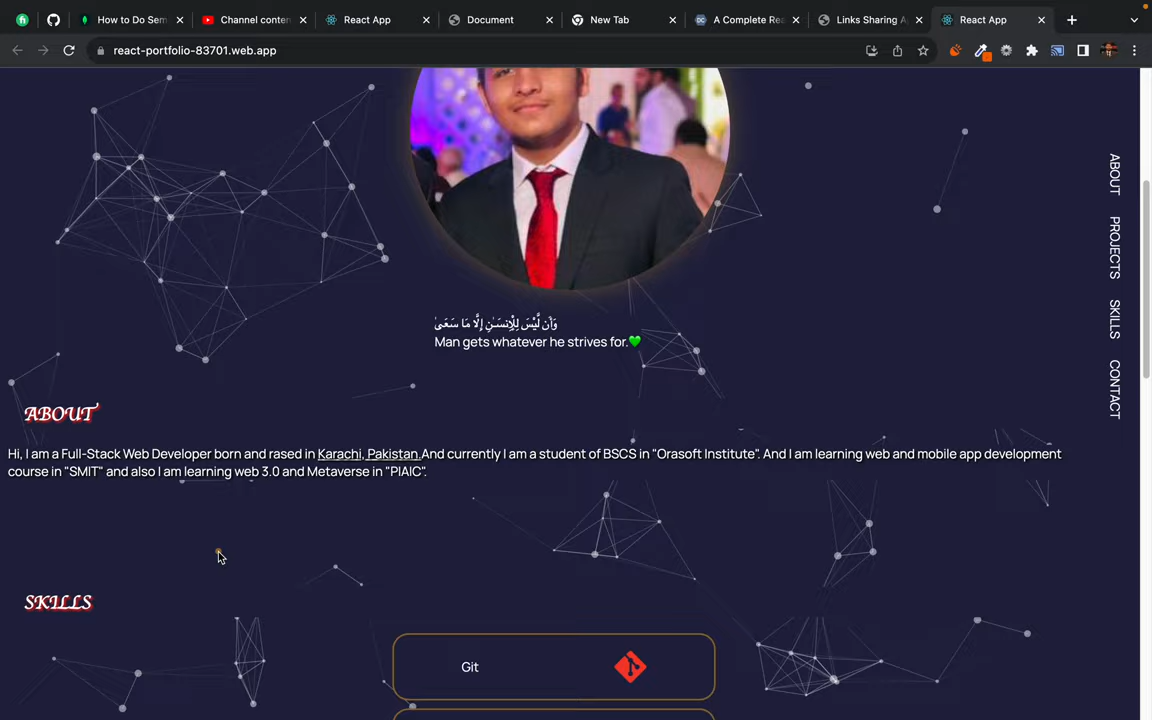 How to Do Sem
Channel conten
React App
Document
New Tab
A Complete Rea
Links Sharing A
React App
react-portfolio-83701.web.app
ABOUT
PROJECTS
SKILLS
CONTACT
وَأَن لَّيْسَ لِلْإِنسَـٰنِ إِلَّا مَا سَعَىٰ
Man gets whatever he strives for.💚
ABOUT
Hi, I am a Full-Stack Web Developer born and rased in Karachi, Pakistan.And currently I am a student of BSCS in "Orasoft Institute". And I am learning web and mobile app development
course in "SMIT" and also I am learning web 3.0 and Metaverse in "PIAIC".
SKILLS
Git